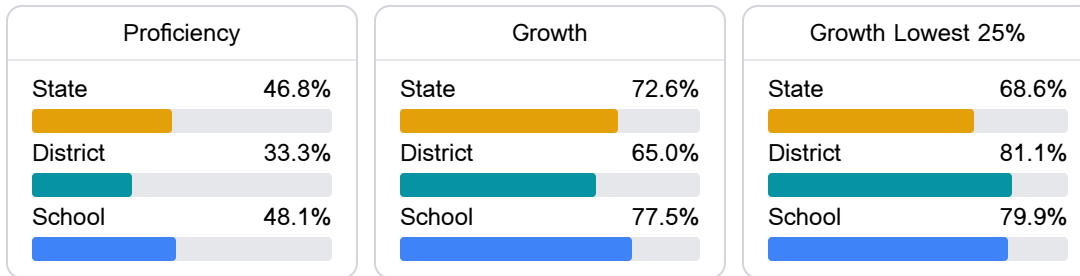 Proficiency
State 46.8%
District 33.3%
School 48.1%
Growth
State 72.6%
District 65.0%
School 77.5%
Growth Lowest 25%
State 68.6%
District 81.1%
School 79.9%